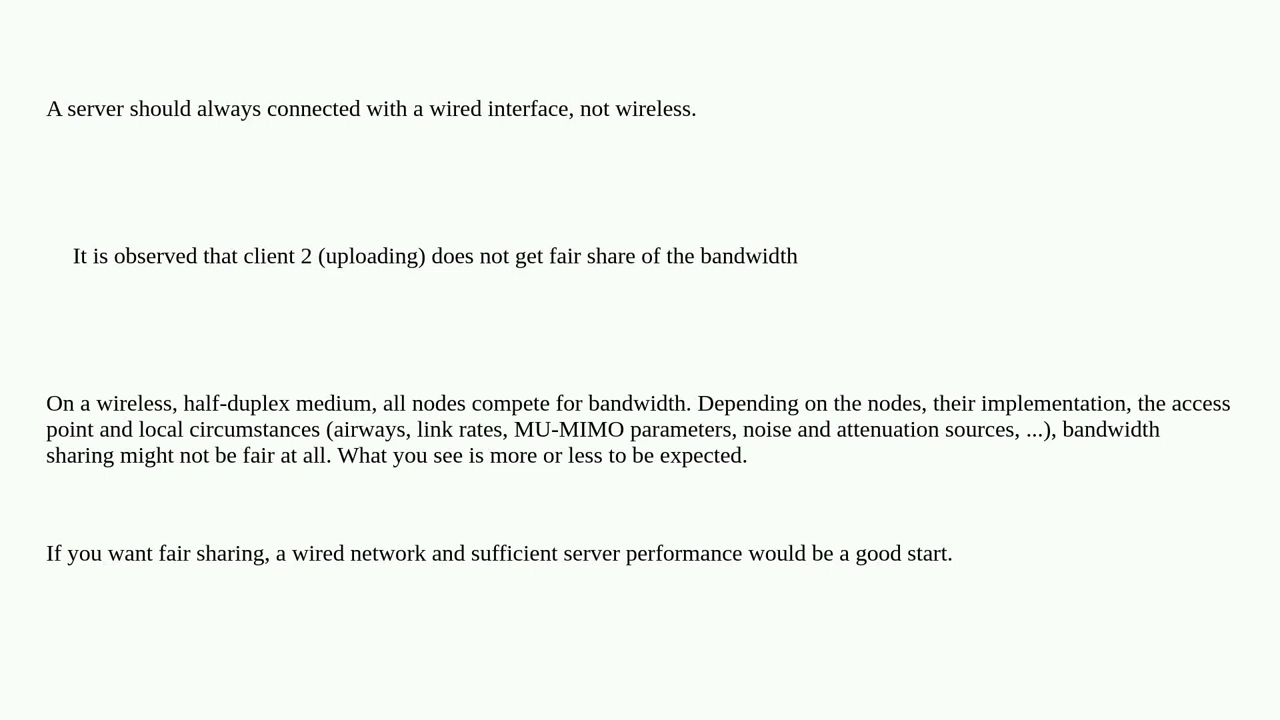 A server should always connected with a wired interface, not wireless.
It is observed that client 2 (uploading) does not get fair share of the bandwidth
On a wireless, half-duplex medium, all nodes compete for bandwidth. Depending on the nodes, their implementation, the access
point and local circumstances (airways, link rates, MU-MIMO parameters, noise and attenuation sources, ...), bandwidth
sharing might not be fair at all. What you see is more or less to be expected.
If you want fair sharing, a wired network and sufficient server performance would be a good start.